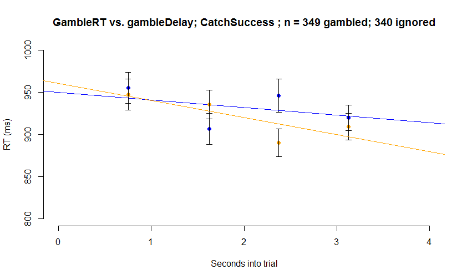 GambleRT vs. gambleDelay; CatchSuccess ; n = 349 gambled; 340 ignored
1000
950
900
850
800
RT (ms)
0 1 2 3 4
Seconds into trial